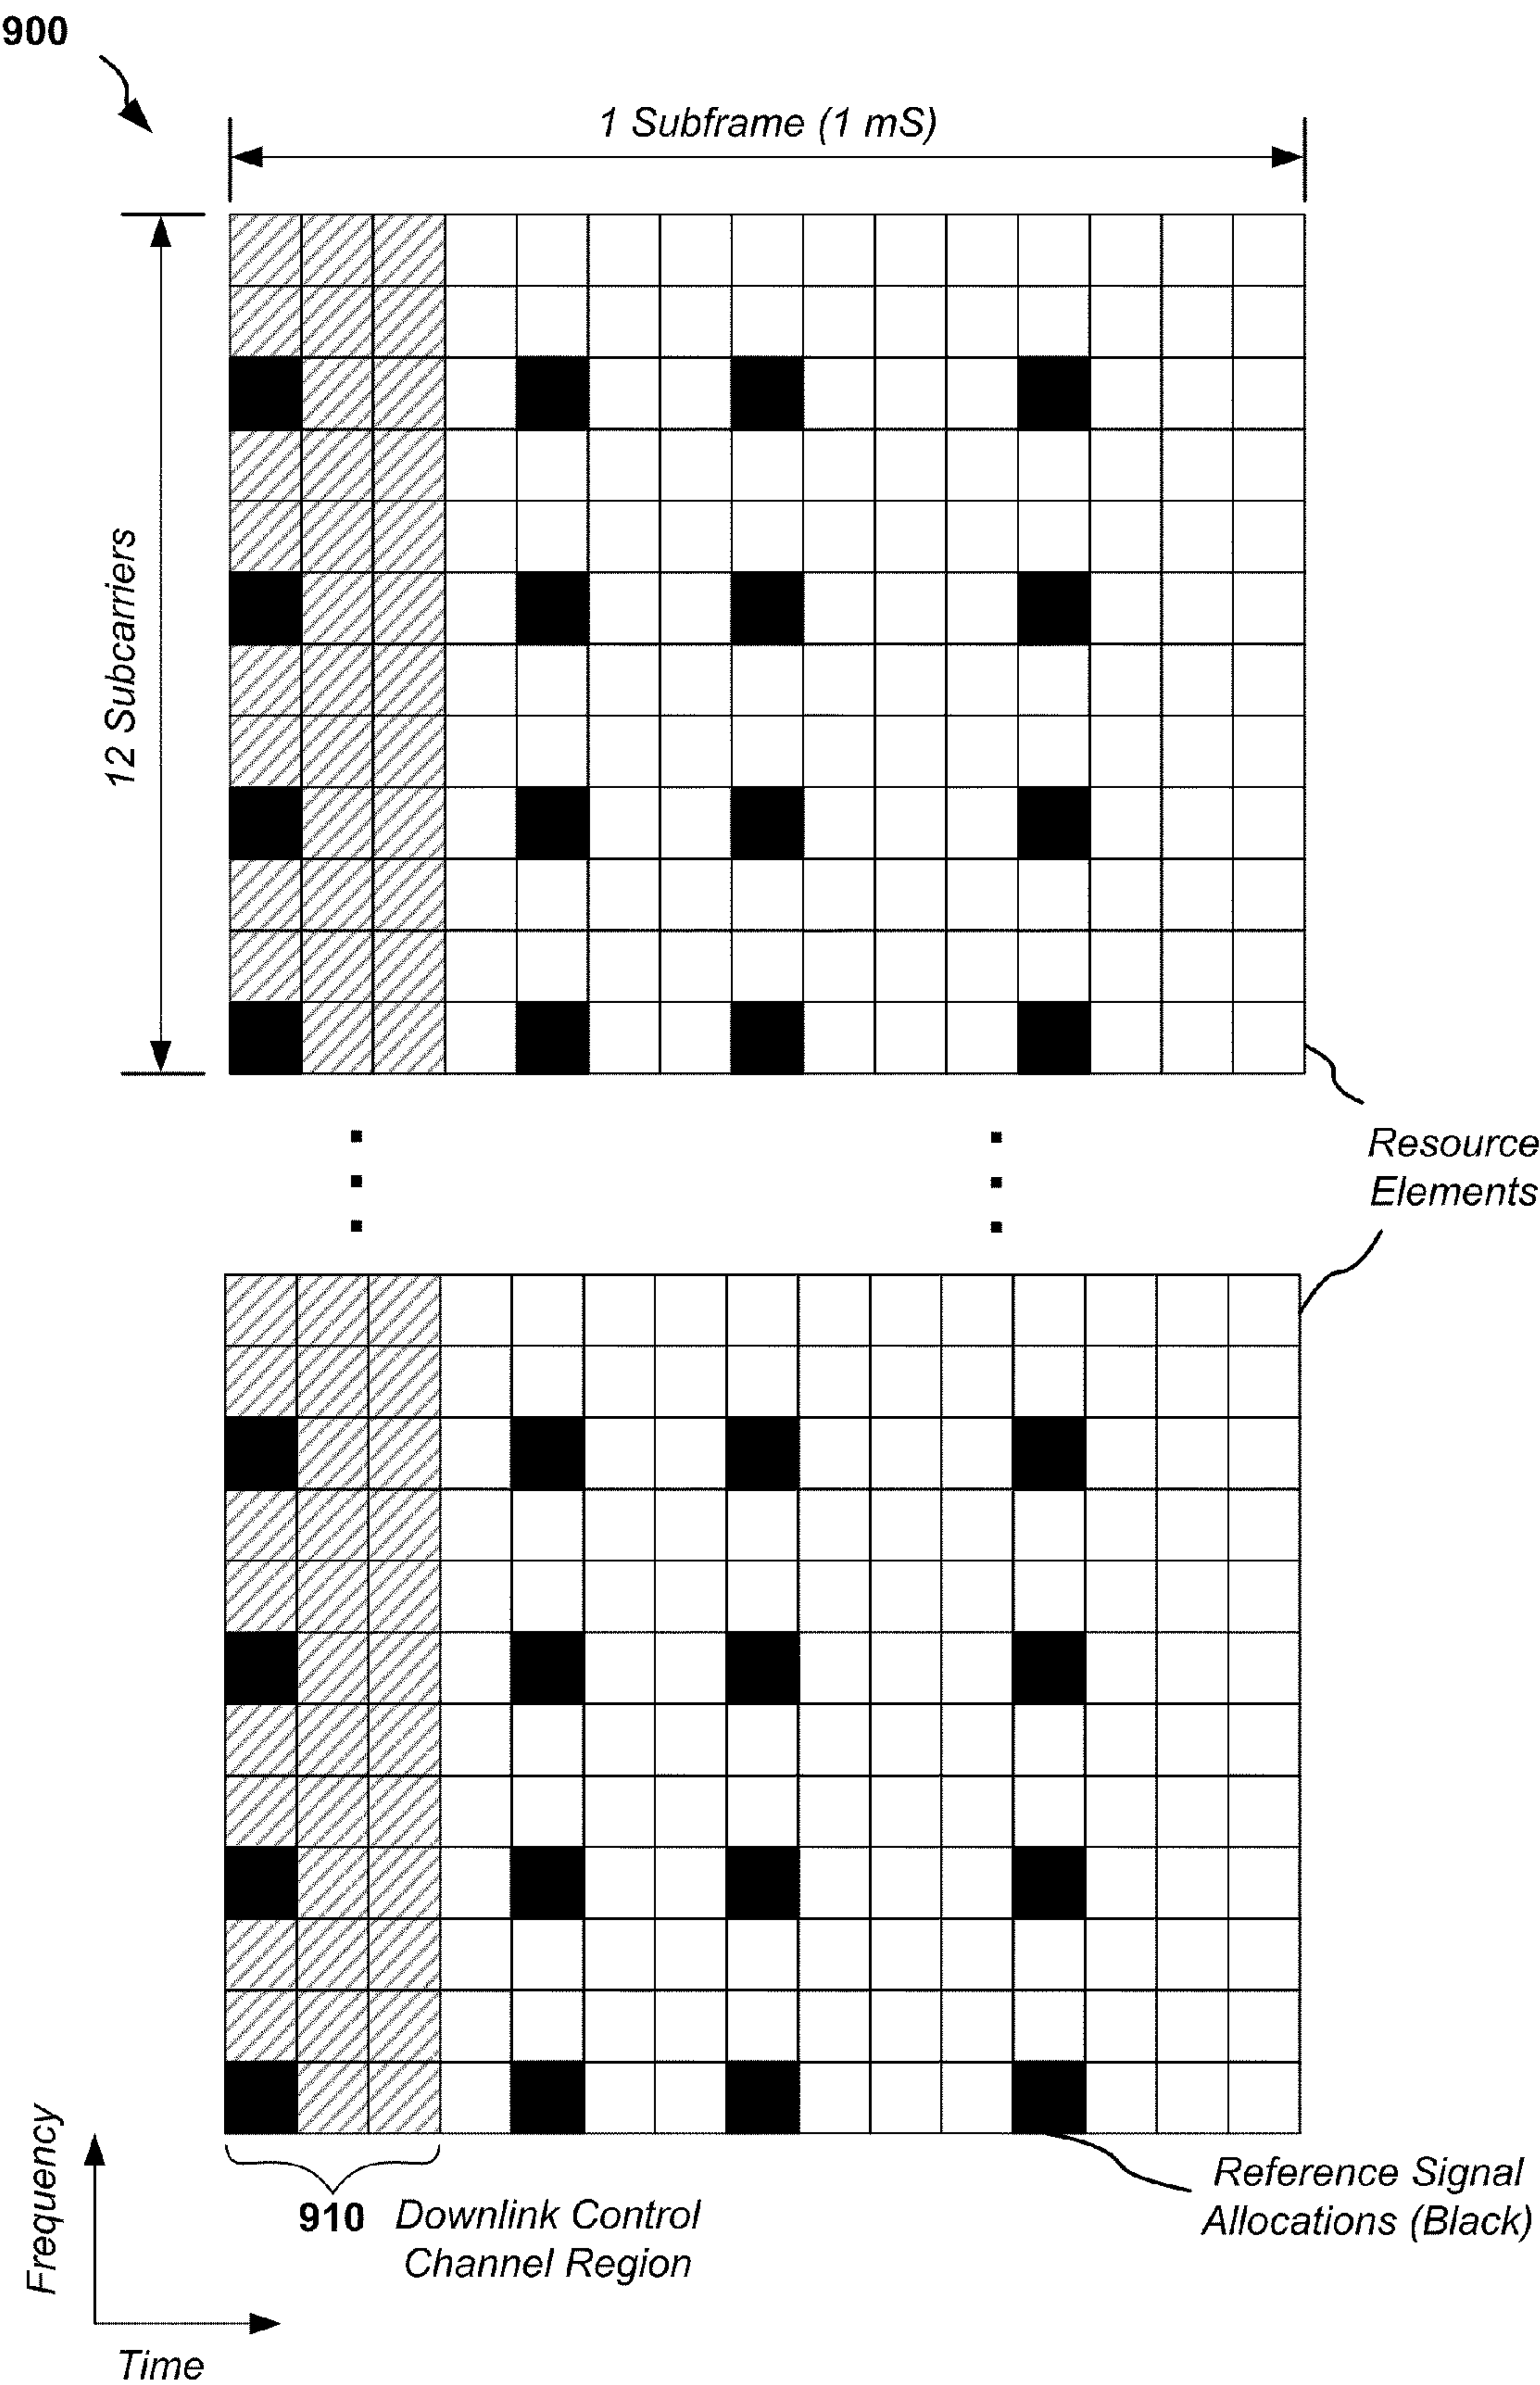 900
1 Subframe (1 mS)
12 Subcarriers
Resource
Elements
Reference Signal
Allocations (Black)
910 Downlink Control
Channel Region
Frequency
Time